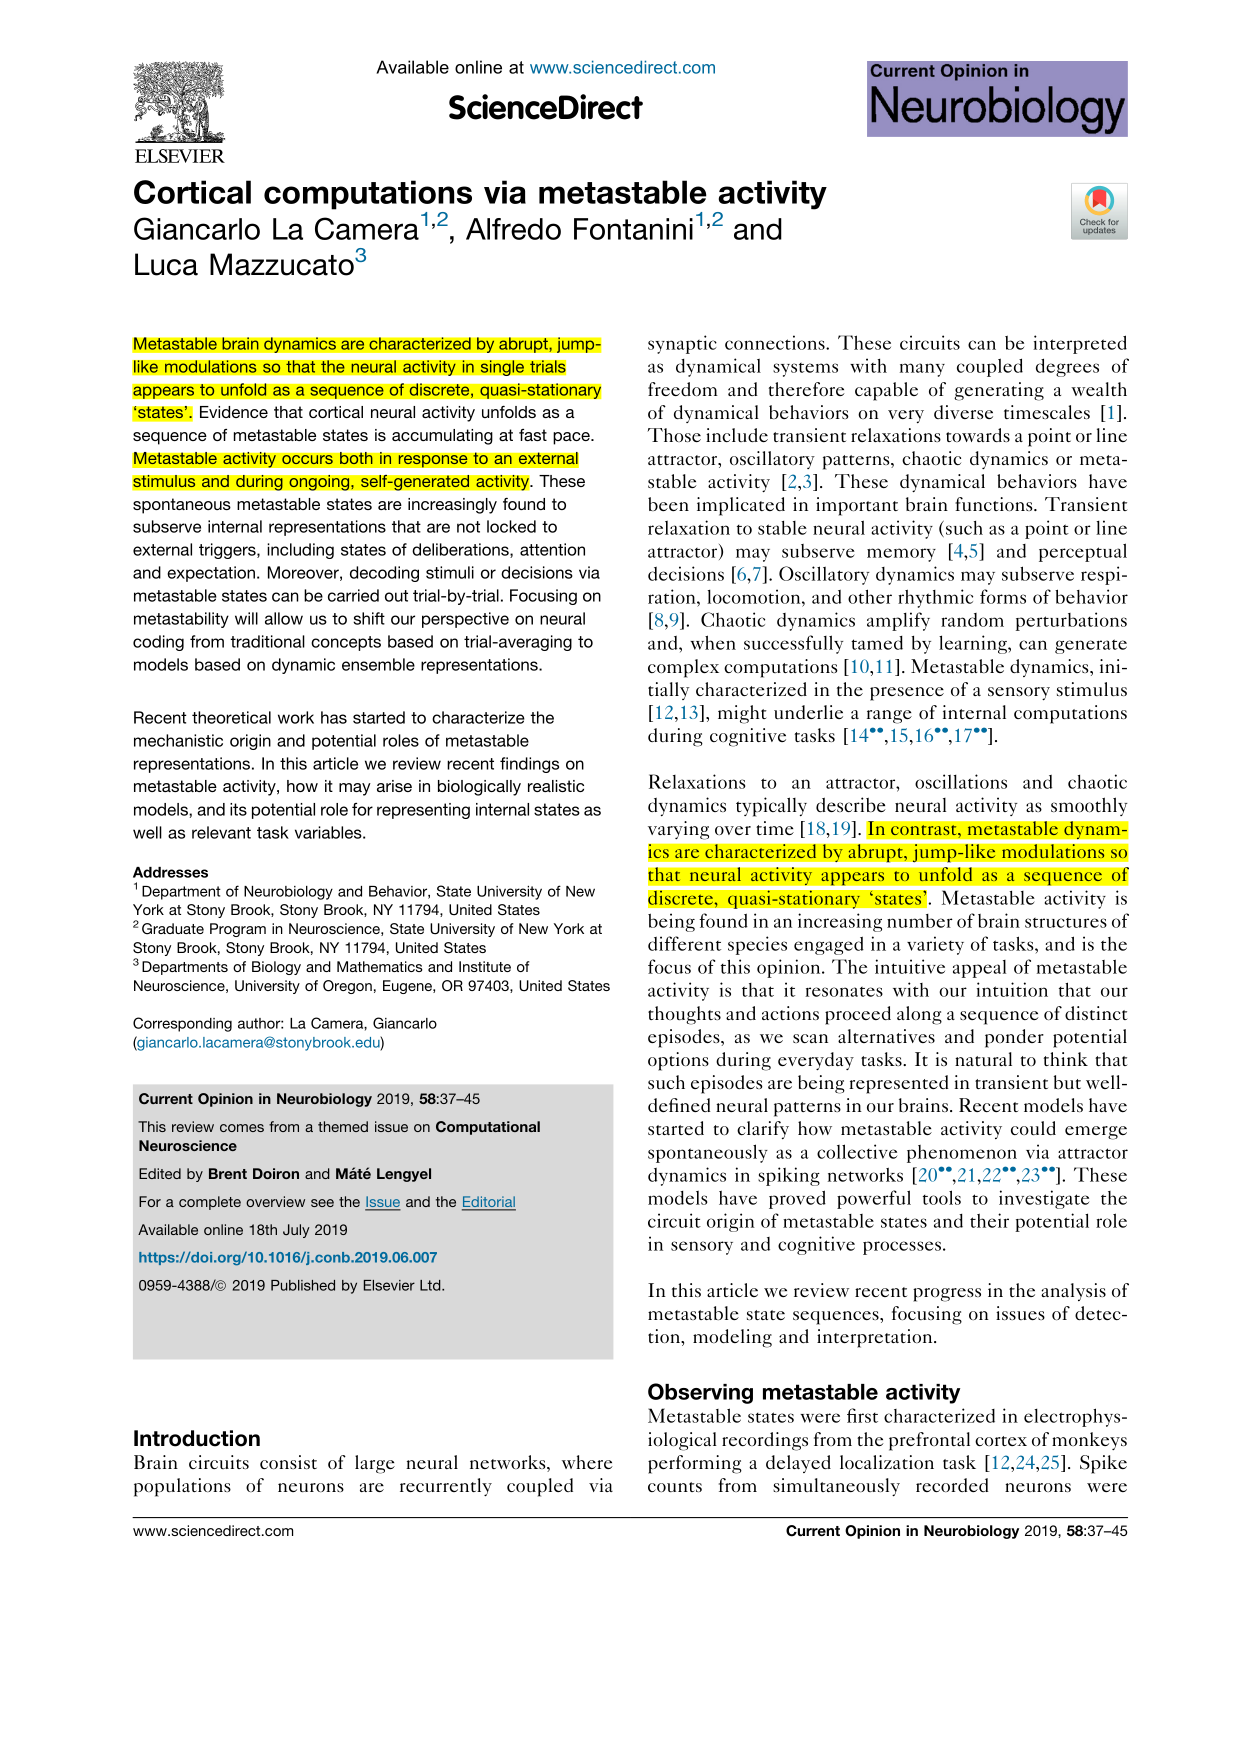 Available online at www.sciencedirect.com
ScienceDirect
ELSEVIER
Current Opinion in
Neurobiology
Cortical computations via metastable activity
Giancarlo La Camera1,2, Alfredo Fontanini1,2 and
Luca Mazzucato3
Check for
updates
Metastable brain dynamics are characterized by abrupt, jump-
like modulations so that the neural activity in single trials
appears to unfold as a sequence of discrete, quasi-stationary
‘states’. Evidence that cortical neural activity unfolds as a
sequence of metastable states is accumulating at fast pace.
Metastable activity occurs both in response to an external
stimulus and during ongoing, self-generated activity. These
spontaneous metastable states are increasingly found to
subserve internal representations that are not locked to
external triggers, including states of deliberations, attention
and expectation. Moreover, decoding stimuli or decisions via
metastable states can be carried out trial-by-trial. Focusing on
metastability will allow us to shift our perspective on neural
coding from traditional concepts based on trial-averaging to
models based on dynamic ensemble representations.
Recent theoretical work has started to characterize the
mechanistic origin and potential roles of metastable
representations. In this article we review recent findings on
metastable activity, how it may arise in biologically realistic
models, and its potential role for representing internal states as
well as relevant task variables.
Addresses
1 Department of Neurobiology and Behavior, State University of New
York at Stony Brook, Stony Brook, NY 11794, United States
2 Graduate Program in Neuroscience, State University of New York at
Stony Brook, Stony Brook, NY 11794, United States
3 Departments of Biology and Mathematics and Institute of
Neuroscience, University of Oregon, Eugene, OR 97403, United States
Corresponding author: La Camera, Giancarlo
(giancarlo.lacamera@stonybrook.edu)
Current Opinion in Neurobiology 2019, 58:37–45
This review comes from a themed issue on Computational
Neuroscience
Edited by Brent Doiron and Máté Lengyel
For a complete overview see the Issue and the Editorial
Available online 18th July 2019
https://doi.org/10.1016/j.conb.2019.06.007
0959-4388/© 2019 Published by Elsevier Ltd.
Introduction
Brain circuits consist of large neural networks, where
populations of neurons are recurrently coupled via
synaptic connections. These circuits can be interpreted
as dynamical systems with many coupled degrees of
freedom and therefore capable of generating a wealth
of dynamical behaviors on very diverse timescales [1].
Those include transient relaxations towards a point or line
attractor, oscillatory patterns, chaotic dynamics or meta-
stable activity [2,3]. These dynamical behaviors have
been implicated in important brain functions. Transient
relaxation to stable neural activity (such as a point or line
attractor) may subserve memory [4,5] and perceptual
decisions [6,7]. Oscillatory dynamics may subserve respi-
ration, locomotion, and other rhythmic forms of behavior
[8,9]. Chaotic dynamics amplify random perturbations
and, when successfully tamed by learning, can generate
complex computations [10,11]. Metastable dynamics, ini-
tially characterized in the presence of a sensory stimulus
[12,13], might underlie a range of internal computations
during cognitive tasks [14••,15,16••,17••].
Relaxations to an attractor, oscillations and chaotic
dynamics typically describe neural activity as smoothly
varying over time [18,19]. In contrast, metastable dynam-
ics are characterized by abrupt, jump-like modulations so
that neural activity appears to unfold as a sequence of
discrete, quasi-stationary ‘states’. Metastable activity is
being found in an increasing number of brain structures of
different species engaged in a variety of tasks, and is the
focus of this opinion. The intuitive appeal of metastable
activity is that it resonates with our intuition that our
thoughts and actions proceed along a sequence of distinct
episodes, as we scan alternatives and ponder potential
options during everyday tasks. It is natural to think that
such episodes are being represented in transient but well-
defined neural patterns in our brains. Recent models have
started to clarify how metastable activity could emerge
spontaneously as a collective phenomenon via attractor
dynamics in spiking networks [20••,21,22••,23••]. These
models have proved powerful tools to investigate the
circuit origin of metastable states and their potential role
in sensory and cognitive processes.
In this article we review recent progress in the analysis of
metastable state sequences, focusing on issues of detec-
tion, modeling and interpretation.
Observing metastable activity
Metastable states were first characterized in electrophys-
iological recordings from the prefrontal cortex of monkeys
performing a delayed localization task [12,24,25]. Spike
counts from simultaneously recorded neurons were
www.sciencedirect.com
Current Opinion in Neurobiology 2019, 58:37–45